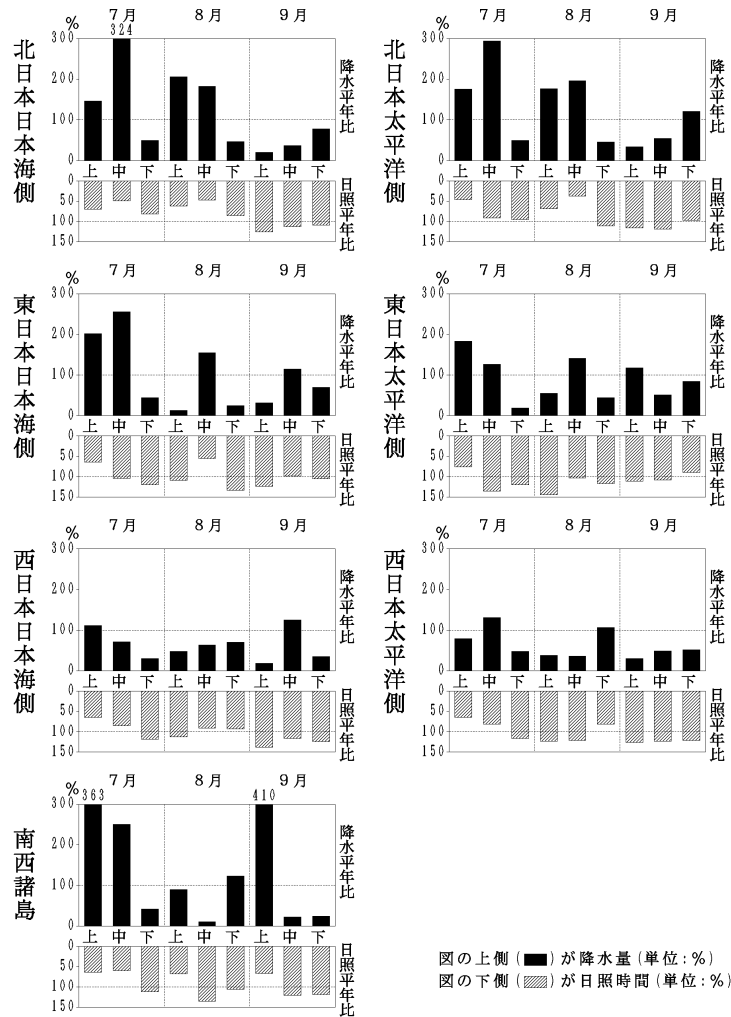 北日本日本海側
%
7月 8月 9月
324
300
200
100
0
上 中 下 上 中 下 上 中 下
降水平年比
0
50
100
150
日照平年比
北日本太平洋側
%
7月 8月 9月
300
200
100
0
上 中 下 上 中 下 上 中 下
降水平年比
0
50
100
150
日照平年比
東日本日本海側
%
7月 8月 9月
300
200
100
0
上 中 下 上 中 下 上 中 下
降水平年比
0
50
100
150
日照平年比
東日本太平洋側
%
7月 8月 9月
300
200
100
0
上 中 下 上 中 下 上 中 下
降水平年比
0
50
100
150
日照平年比
西日本日本海側
%
7月 8月 9月
300
200
100
0
上 中 下 上 中 下 上 中 下
降水平年比
0
50
100
150
日照平年比
西日本太平洋側
%
7月 8月 9月
300
200
100
0
上 中 下 上 中 下 上 中 下
降水平年比
0
50
100
150
日照平年比
南西諸島
%
7月 8月 9月
363 410
300
200
100
0
上 中 下 上 中 下 上 中 下
降水平年比
0
50
100
150
日照平年比
図の上側(■)が降水量(単位:%)
図の下側(▨)が日照時間(単位:%)